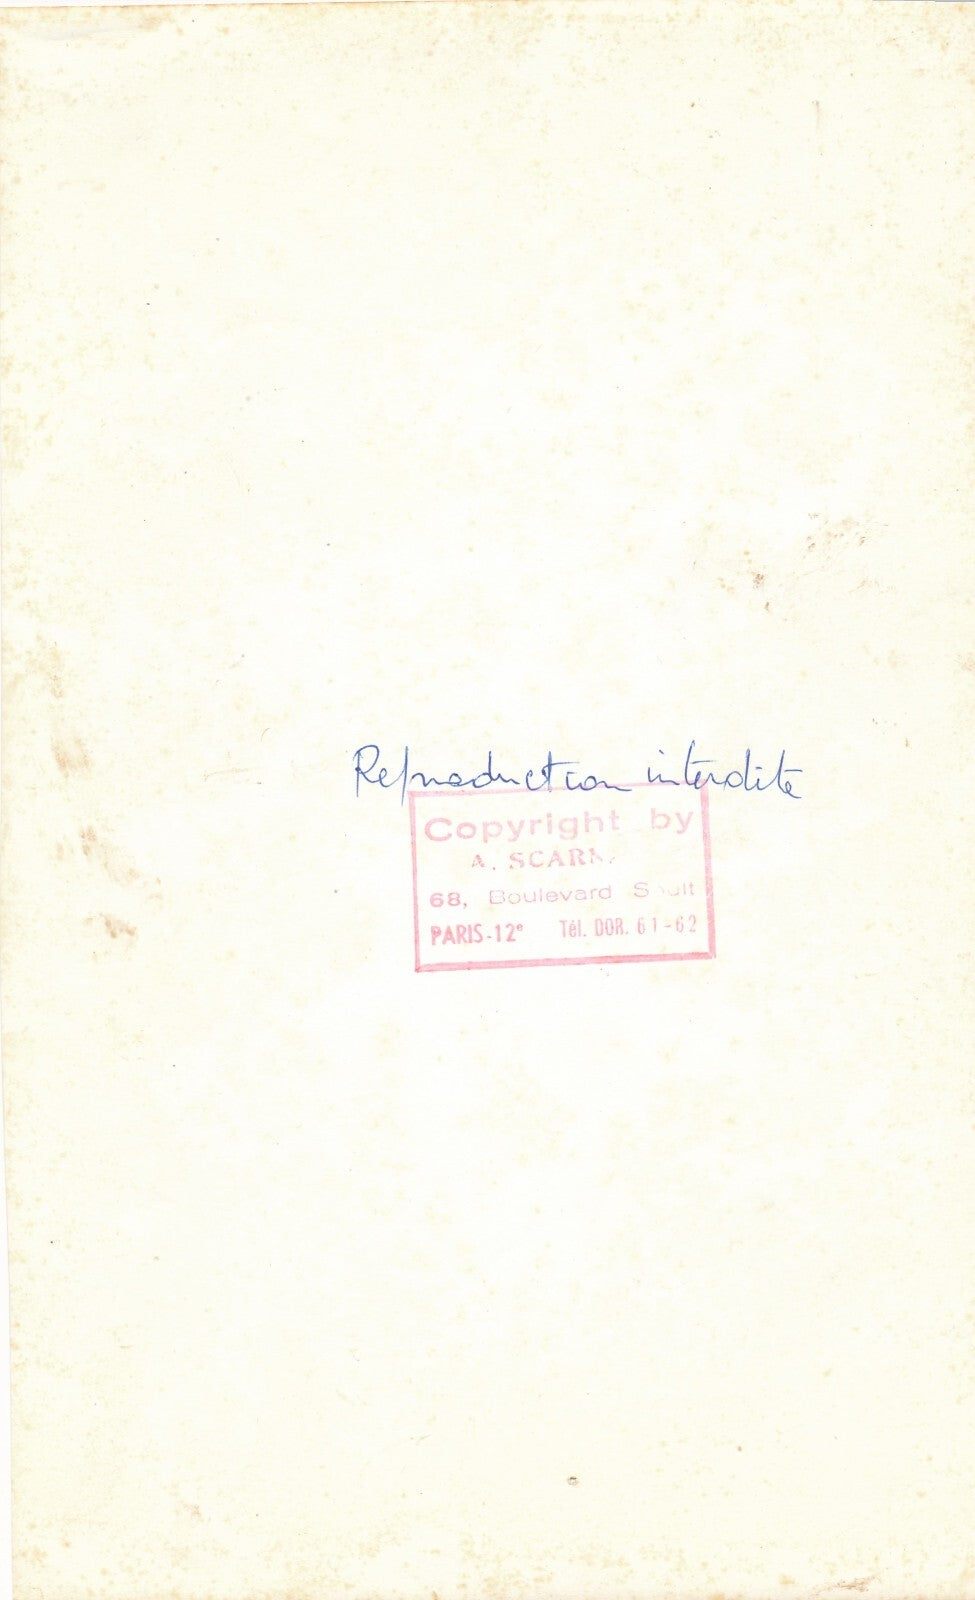 Reproduction interdite
Copyright by
A.
68, Boulevard
PARIS-12e Tél. DOR. 61-62